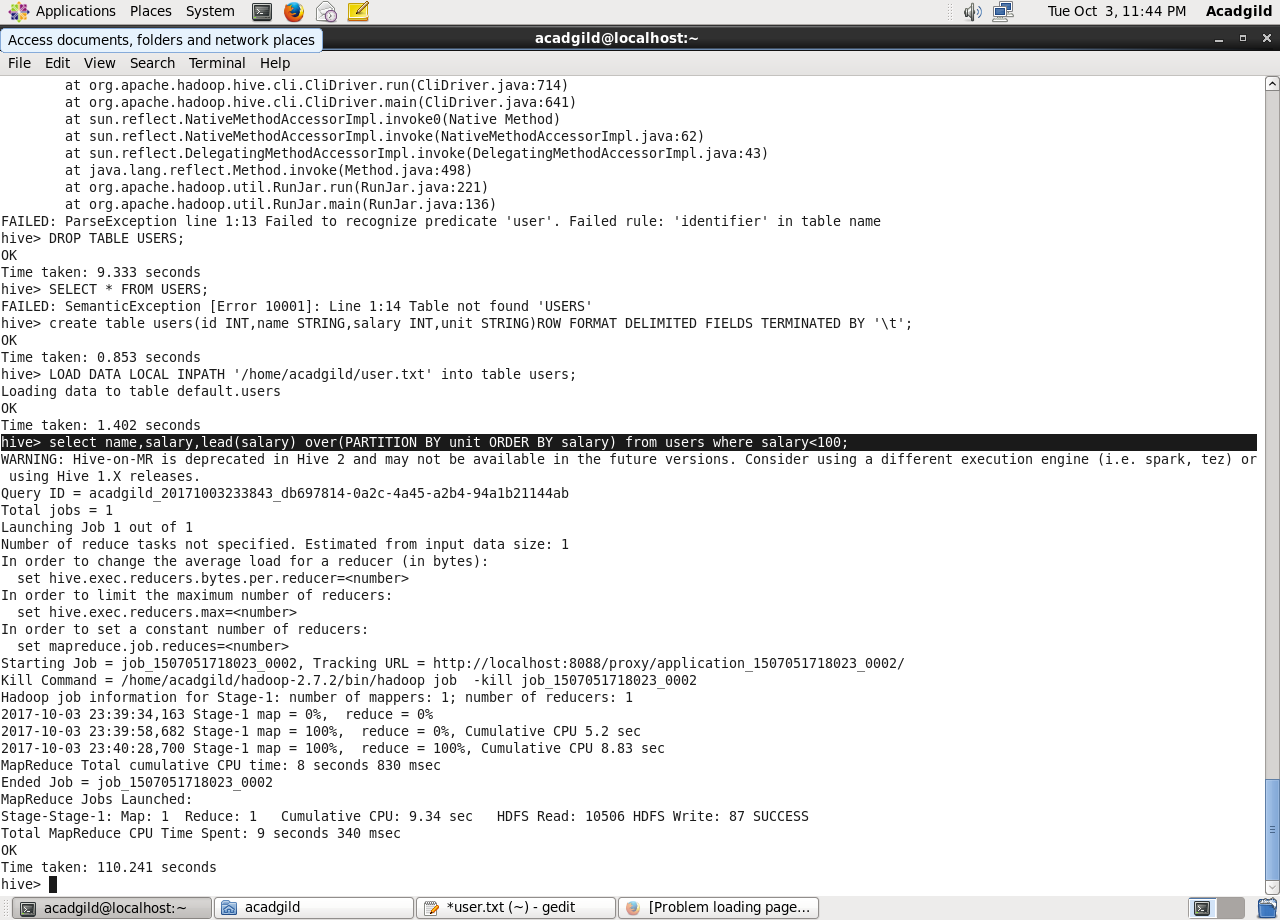 Applications Places System Tue Oct 3, 11:44 PM Acadgild
Access documents, folders and network places acadgild@localhost:~
File Edit View Search Terminal Help
        at org.apache.hadoop.hive.cli.CliDriver.run(CliDriver.java:714)
        at org.apache.hadoop.hive.cli.CliDriver.main(CliDriver.java:641)
        at sun.reflect.NativeMethodAccessorImpl.invoke0(Native Method)
        at sun.reflect.NativeMethodAccessorImpl.invoke(NativeMethodAccessorImpl.java:62)
        at sun.reflect.DelegatingMethodAccessorImpl.invoke(DelegatingMethodAccessorImpl.java:43)
        at java.lang.reflect.Method.invoke(Method.java:498)
        at org.apache.hadoop.util.RunJar.run(RunJar.java:221)
        at org.apache.hadoop.util.RunJar.main(RunJar.java:136)
FAILED: ParseException line 1:13 Failed to recognize predicate 'user'. Failed rule: 'identifier' in table name
hive> DROP TABLE USERS;
OK
Time taken: 9.333 seconds
hive> SELECT * FROM USERS;
FAILED: SemanticException [Error 10001]: Line 1:14 Table not found 'USERS'
hive> create table users(id INT,name STRING,salary INT,unit STRING)ROW FORMAT DELIMITED FIELDS TERMINATED BY '\t';
OK
Time taken: 0.853 seconds
hive> LOAD DATA LOCAL INPATH '/home/acadgild/user.txt' into table users;
Loading data to table default.users
OK
Time taken: 1.402 seconds
hive> select name,salary,lead(salary) over(PARTITION BY unit ORDER BY salary) from users where salary<100;
WARNING: Hive-on-MR is deprecated in Hive 2 and may not be available in the future versions. Consider using a different execution engine (i.e. spark, tez) or
 using Hive 1.X releases.
Query ID = acadgild_20171003233843_db697814-0a2c-4a45-a2b4-94a1b21144ab
Total jobs = 1
Launching Job 1 out of 1
Number of reduce tasks not specified. Estimated from input data size: 1
In order to change the average load for a reducer (in bytes):
  set hive.exec.reducers.bytes.per.reducer=<number>
In order to limit the maximum number of reducers:
  set hive.exec.reducers.max=<number>
In order to set a constant number of reducers:
  set mapreduce.job.reduces=<number>
Starting Job = job_1507051718023_0002, Tracking URL = http://localhost:8088/proxy/application_1507051718023_0002/
Kill Command = /home/acadgild/hadoop-2.7.2/bin/hadoop job  -kill job_1507051718023_0002
Hadoop job information for Stage-1: number of mappers: 1; number of reducers: 1
2017-10-03 23:39:34,163 Stage-1 map = 0%,  reduce = 0%
2017-10-03 23:39:58,682 Stage-1 map = 100%,  reduce = 0%, Cumulative CPU 5.2 sec
2017-10-03 23:40:28,700 Stage-1 map = 100%,  reduce = 100%, Cumulative CPU 8.83 sec
MapReduce Total cumulative CPU time: 8 seconds 830 msec
Ended Job = job_1507051718023_0002
MapReduce Jobs Launched:
Stage-Stage-1: Map: 1  Reduce: 1   Cumulative CPU: 9.34 sec   HDFS Read: 10506 HDFS Write: 87 SUCCESS
Total MapReduce CPU Time Spent: 9 seconds 340 msec
OK
Time taken: 110.241 seconds
hive>
acadgild@localhost:~ acadgild *user.txt (~) - gedit [Problem loading page...